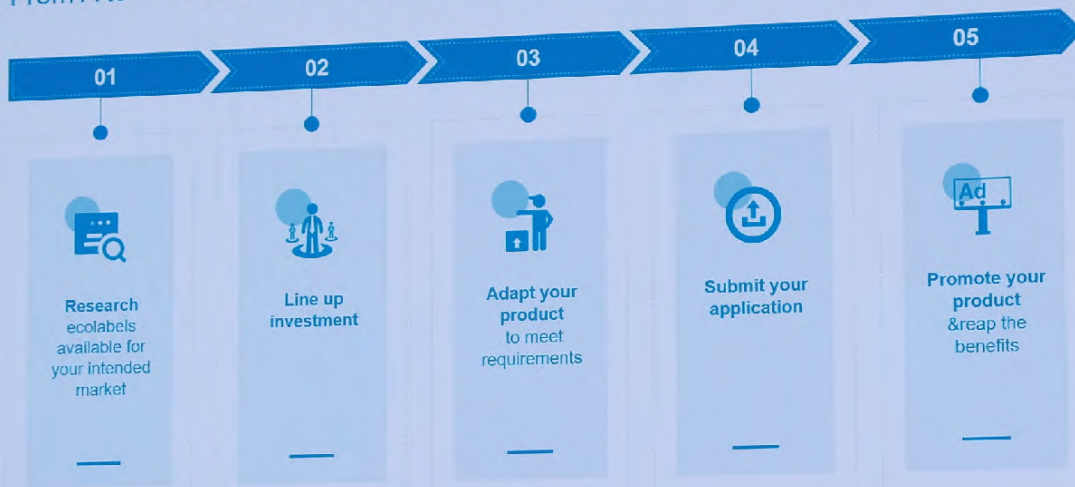 01
02
03
04
05
Research
ecolabels
available for
your intended
market
Line up
investment
Adapt your
product
to meet
requirements
Submit your
application
Ad
Promote your
product
&reap the
benefits